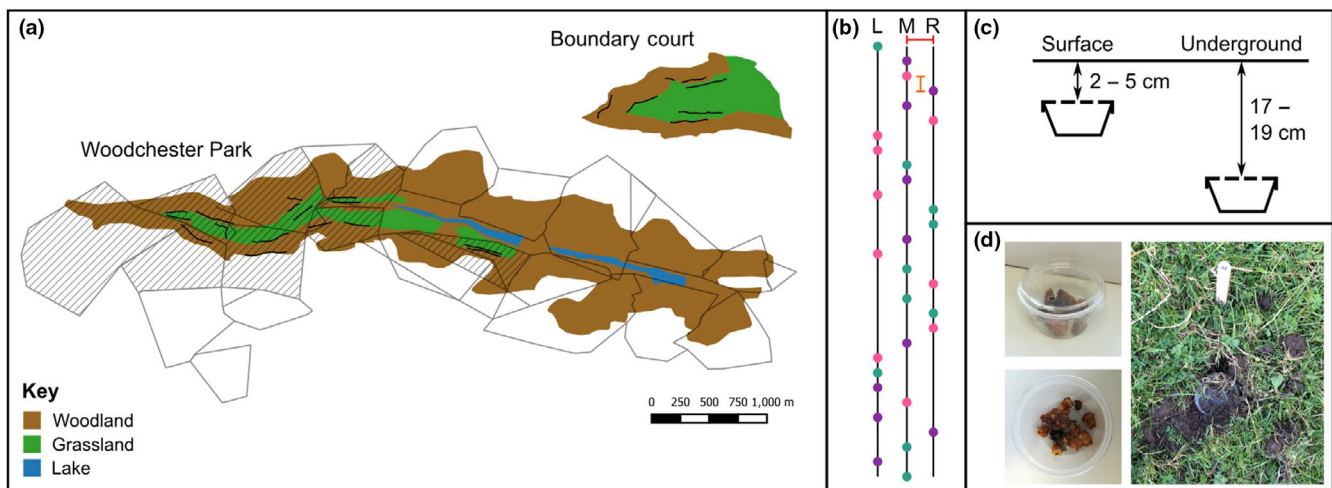 (a)
Boundary court
Woodchester Park
Key
Woodland
Grassland
Lake
0 250 500 750 1,000 m
(b)
L M R
(c)
Surface
Underground
2 – 5 cm
17 –
19 cm
(d)